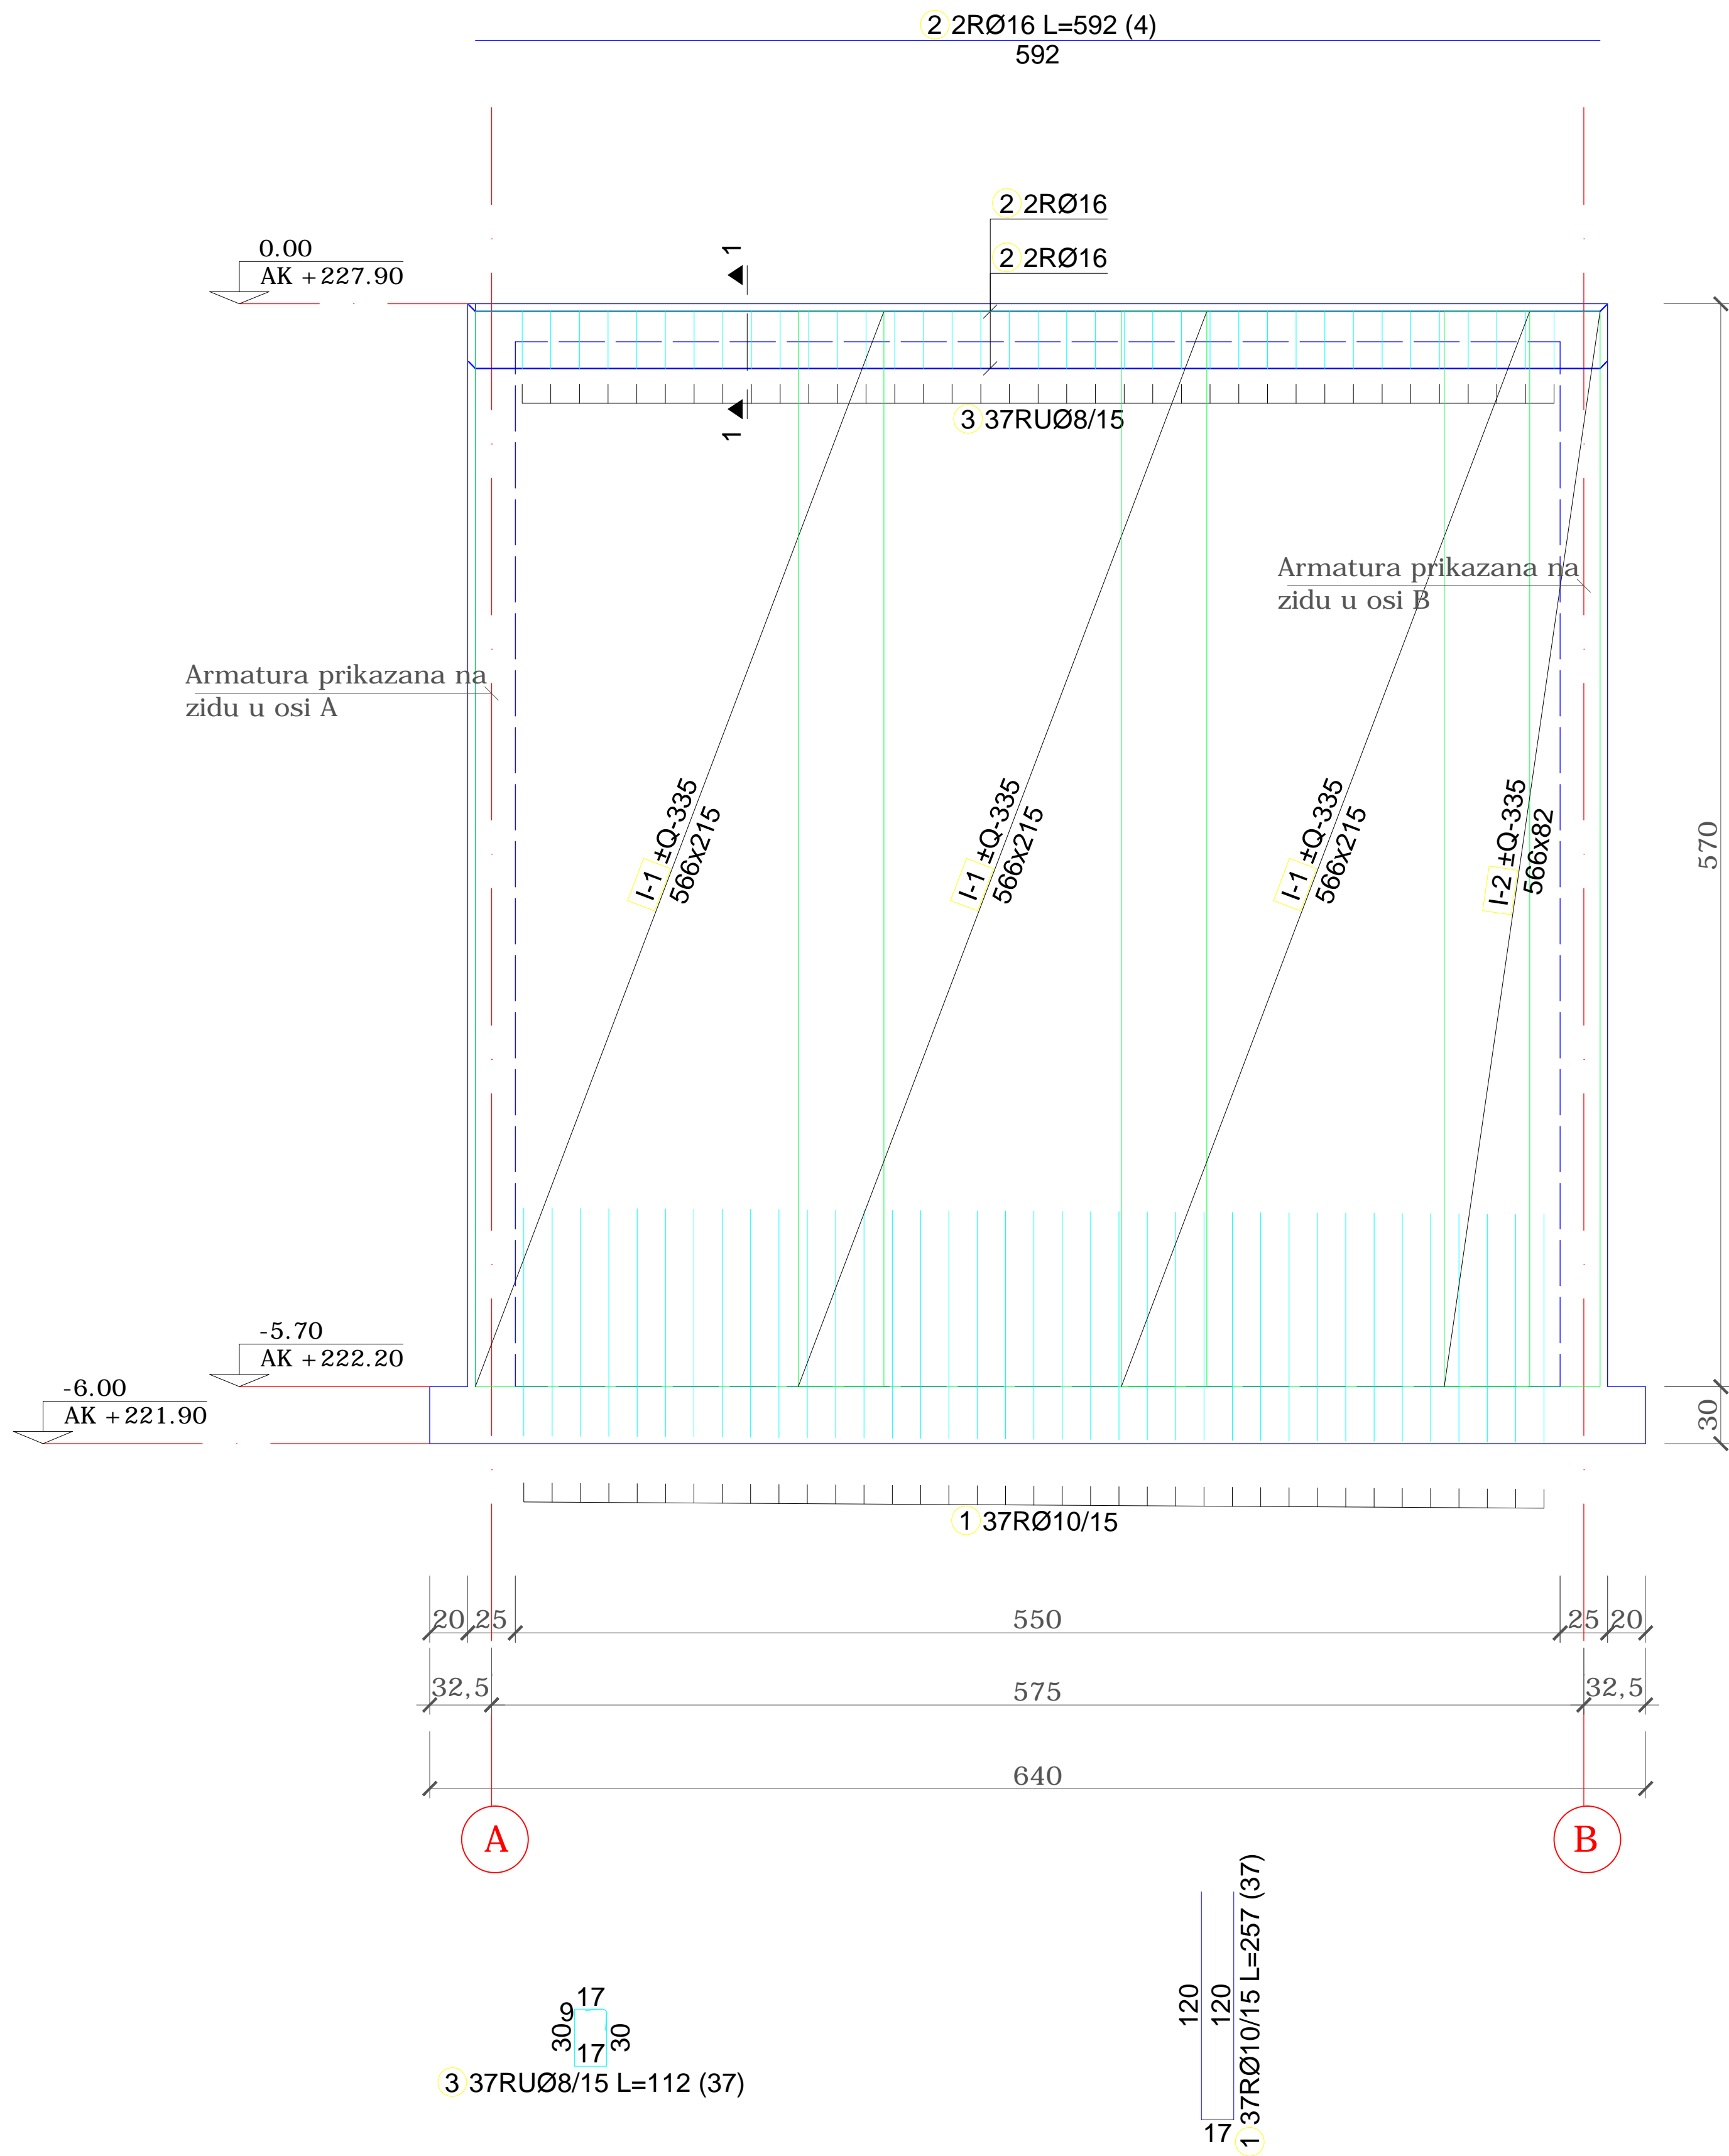 2 2RØ16 L=592 (4)
592
2 2RØ16
2 2RØ16
0.00
AK +227.90
1
1
3 37RUØ8/15
Armatura prikazana na
zidu u osi B
Armatura prikazana na
zidu u osi A
I-1 ±Q-335
566x215
I-1 ±Q-335
566x215
I-1 ±Q-335
566x215
I-2 ±Q-335
566x82
570
-5.70
AK +222.20
-6.00
AK +221.90
30
1 37RØ10/15
20 25 550 25 20
32,5 575 32,5
640
A B
17
9
30 30
17
3 37RUØ8/15 L=112 (37)
120 120
17
1 37RØ10/15 L=257 (37)